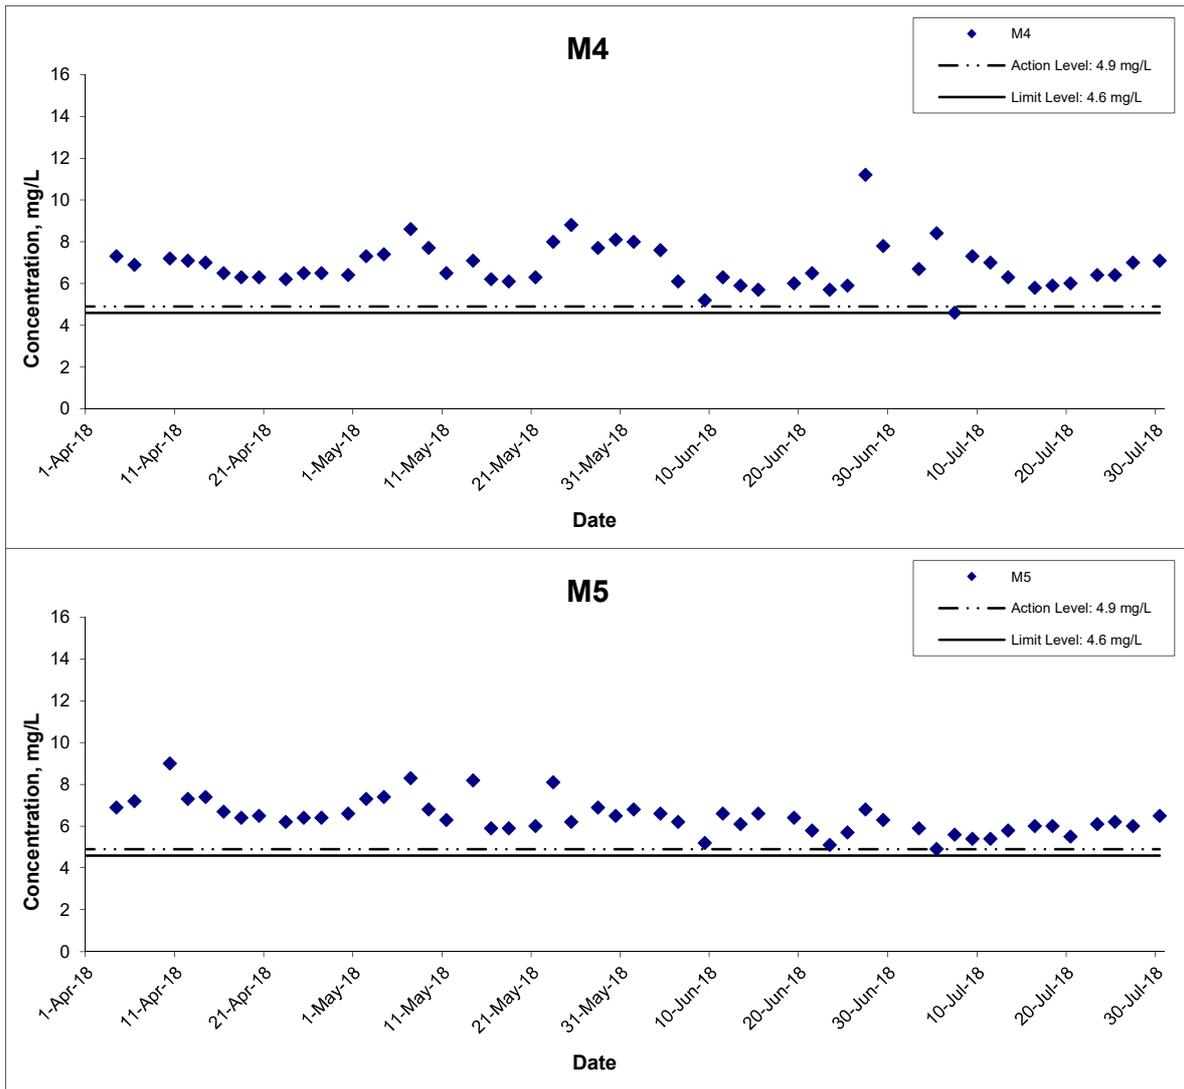 M4
M4
Action Level: 4.9 mg/L
Limit Level: 4.6 mg/L
16
14
12
10
8
6
4
2
0
Concentration, mg/L
1-Apr-18
11-Apr-18
21-Apr-18
1-May-18
11-May-18
21-May-18
31-May-18
10-Jun-18
20-Jun-18
30-Jun-18
10-Jul-18
20-Jul-18
30-Jul-18
Date
M5
M5
Action Level: 4.9 mg/L
Limit Level: 4.6 mg/L
16
14
12
10
8
6
4
2
0
Concentration, mg/L
1-Apr-18
11-Apr-18
21-Apr-18
1-May-18
11-May-18
21-May-18
31-May-18
10-Jun-18
20-Jun-18
30-Jun-18
10-Jul-18
20-Jul-18
30-Jul-18
Date